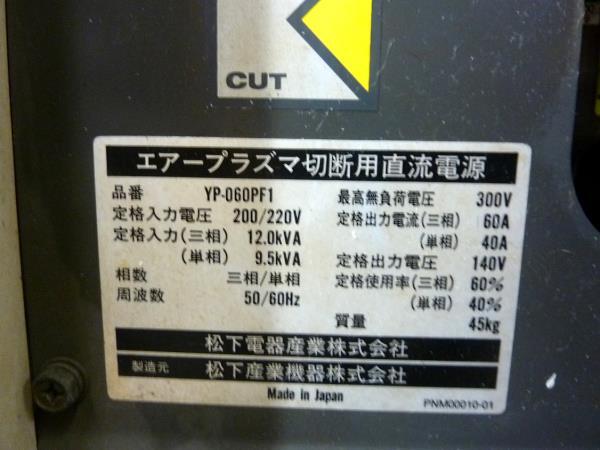 CUT
エアープラズマ切断用直流電源
品番 YP-060PF1
定格入力電圧 200/220V
定格入力(三相) 12.0kVA
(単相) 9.5kVA
相数 三相/単相
周波数 50/60Hz
最高無負荷電圧 300V
定格出力電流(三相) 60A
(単相) 40A
定格出力電圧 140V
定格使用率(三相) 60%
(単相) 40%
質量 45kg
松下電器産業株式会社
製造元 松下産業機器株式会社
Made in Japan
PNM00010-01